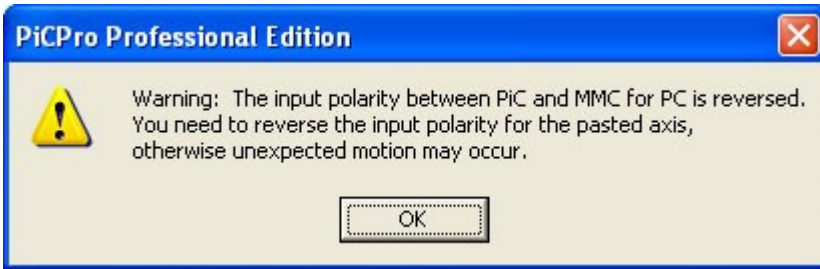 PiCPro Professional Edition
Warning: The input polarity between PiC and MMC for PC is reversed.
You need to reverse the input polarity for the pasted axis,
otherwise unexpected motion may occur.
OK